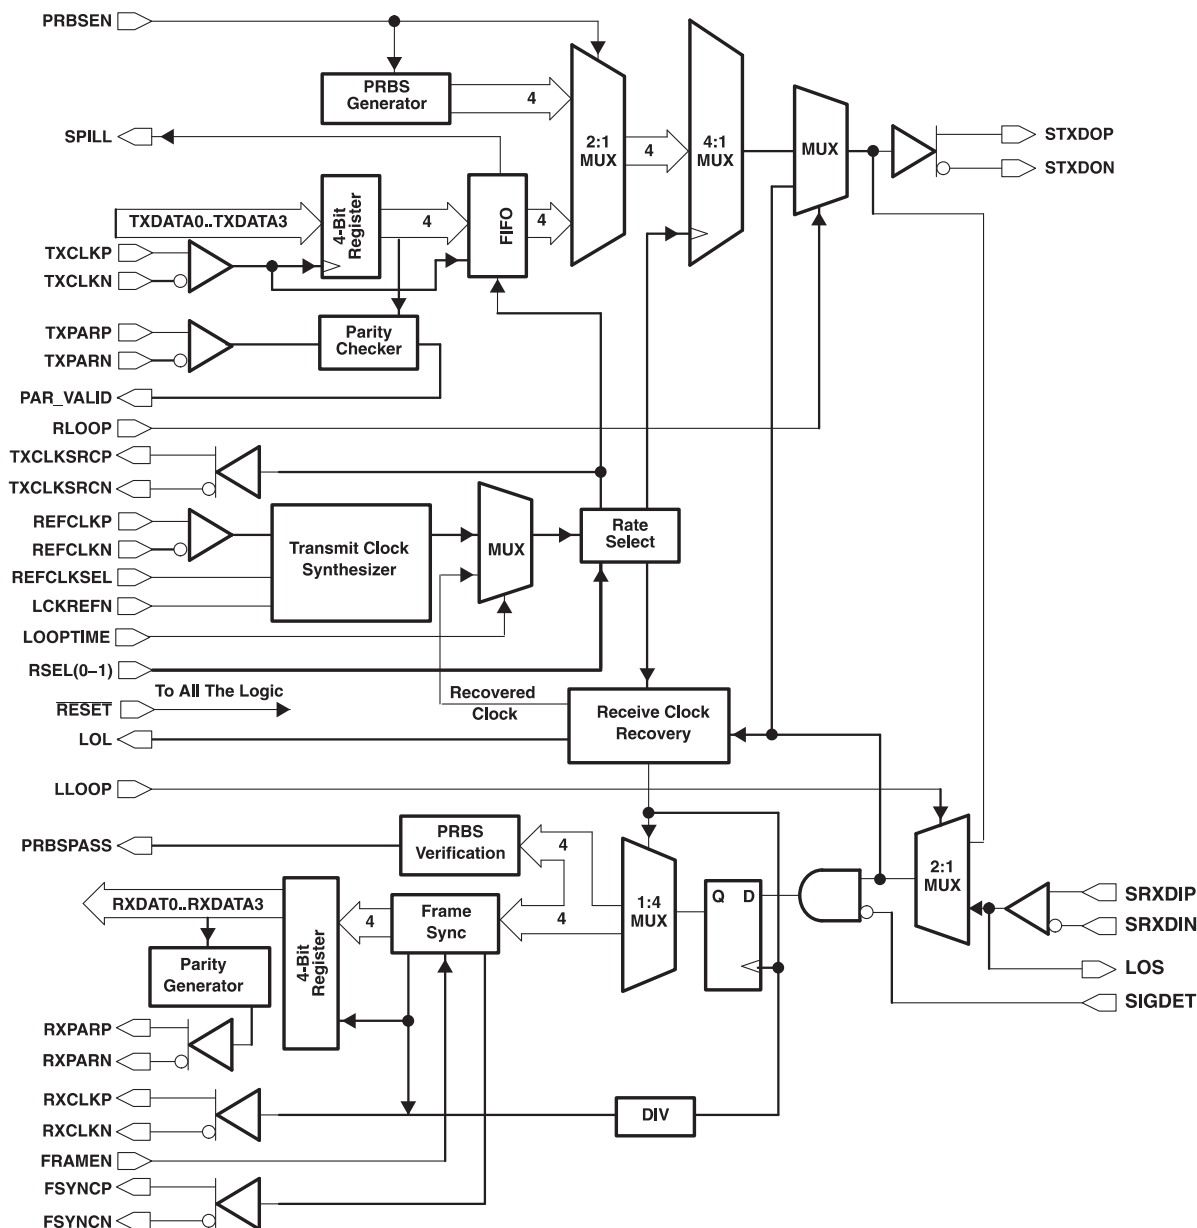 PRBSEN
PRBS
Generator
4
SPILL
2:1
MUX
4
4:1
MUX
MUX
STXDOP
STXDON
TXDATA0..TXDATA3
4-Bit
Register
4
FIFO
4
TXCLKP
TXCLKN
TXPARP
TXPARN
Parity
Checker
PAR_VALID
RLOOP
TXCLKSRCP
TXCLKSRCN
REFCLKP
REFCLKN
REFCLKSEL
LCKREFN
Transmit Clock
Synthesizer
MUX
Rate
Select
LOOPTIME
RSEL(0–1)
RESET
To All The Logic
Recovered
Clock
Receive Clock
Recovery
LOL
LLOOP
PRBSPASS
PRBS
Verification
4
4
1:4
MUX
Q D
2:1
MUX
SRXDIP
SRXDIN
LOS
SIGDET
RXDAT0..RXDATA3
4-Bit
Register
4
Frame
Sync
Parity
Generator
RXPARP
RXPARN
RXCLKP
RXCLKN
DIV
FRAMEN
FSYNCP
FSYNCN